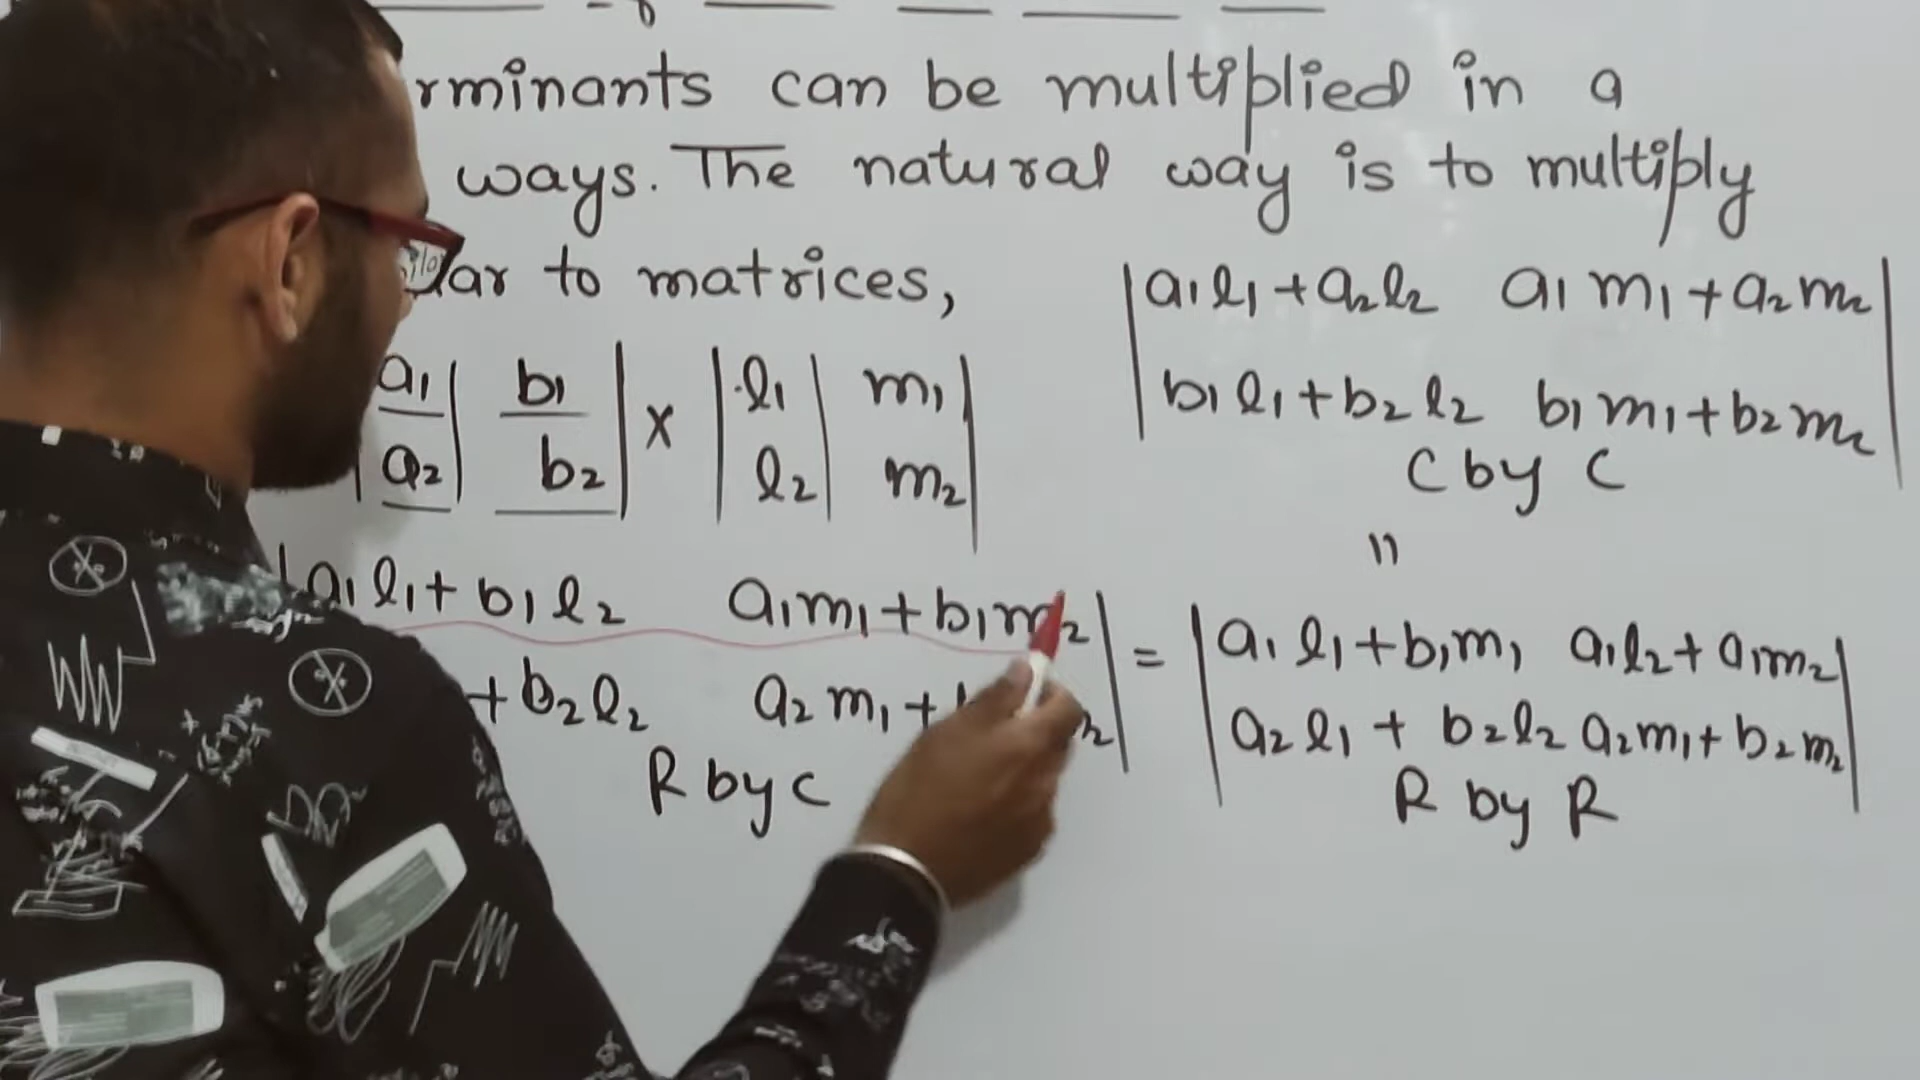 rminants can be multiplied in a
ways. The natural way is to multiply
lar to matrices,
| a₁ b₁ | × | l₁ m₁ |
| a₂ b₂ | | l₂ m₂ |
| a₁l₁ + b₁l₂ a₁m₁ + b₁m₂ |
+ b₂l₂ a₂m₁ +
R by C
| a₁l₁ + a₂l₂ a₁m₁ + a₂m₂ |
| b₁l₁ + b₂l₂ b₁m₁ + b₂m₂ |
C by C
=
= | a₁l₁ + b₁m₁ a₁l₂ + a₁m₂ |
| a₂l₁ + b₂l₂ a₂m₁ + b₂m₂ |
R by R